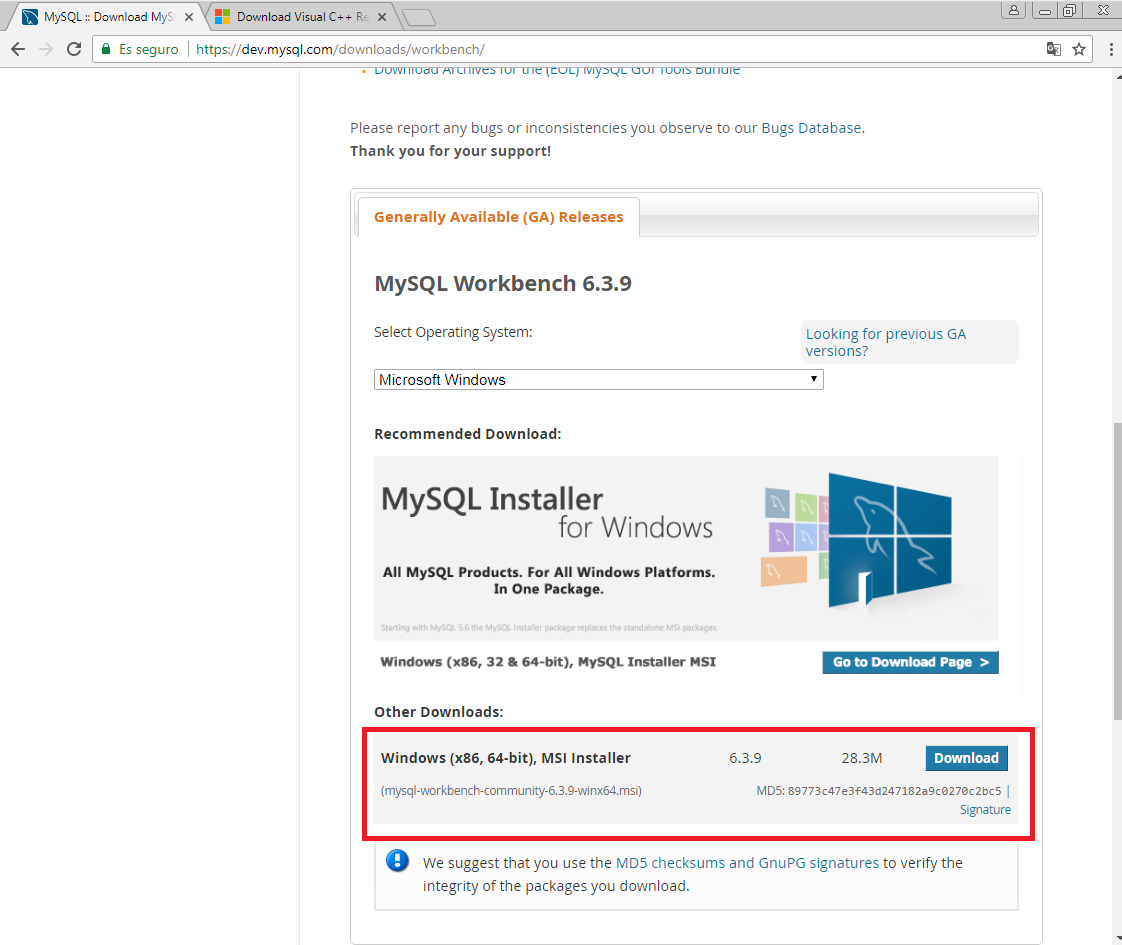 MySQL :: Download MyS
Download Visual C++ Re
Es seguro
https://dev.mysql.com/downloads/workbench/
Download Archives for the (EOL) MySQL GUI Tools Bundle
Please report any bugs or inconsistencies you observe to our Bugs Database.
Thank you for your support!
Generally Available (GA) Releases
MySQL Workbench 6.3.9
Select Operating System:
Looking for previous GA
versions?
Microsoft Windows
Recommended Download:
MySQL Installer
for Windows
All MySQL Products. For All Windows Platforms.
In One Package.
Starting with MySQL 5.6 the MySQL Installer package replaces the standalone MSI packages.
Windows (x86, 32 & 64-bit), MySQL Installer MSI
Go to Download Page >
Other Downloads:
Windows (x86, 64-bit), MSI Installer 6.3.9 28.3M Download
(mysql-workbench-community-6.3.9-winx64.msi) MD5: 89773c47e3f43d247182a9c0270c2bc5 |
Signature
We suggest that you use the MD5 checksums and GnuPG signatures to verify the
integrity of the packages you download.